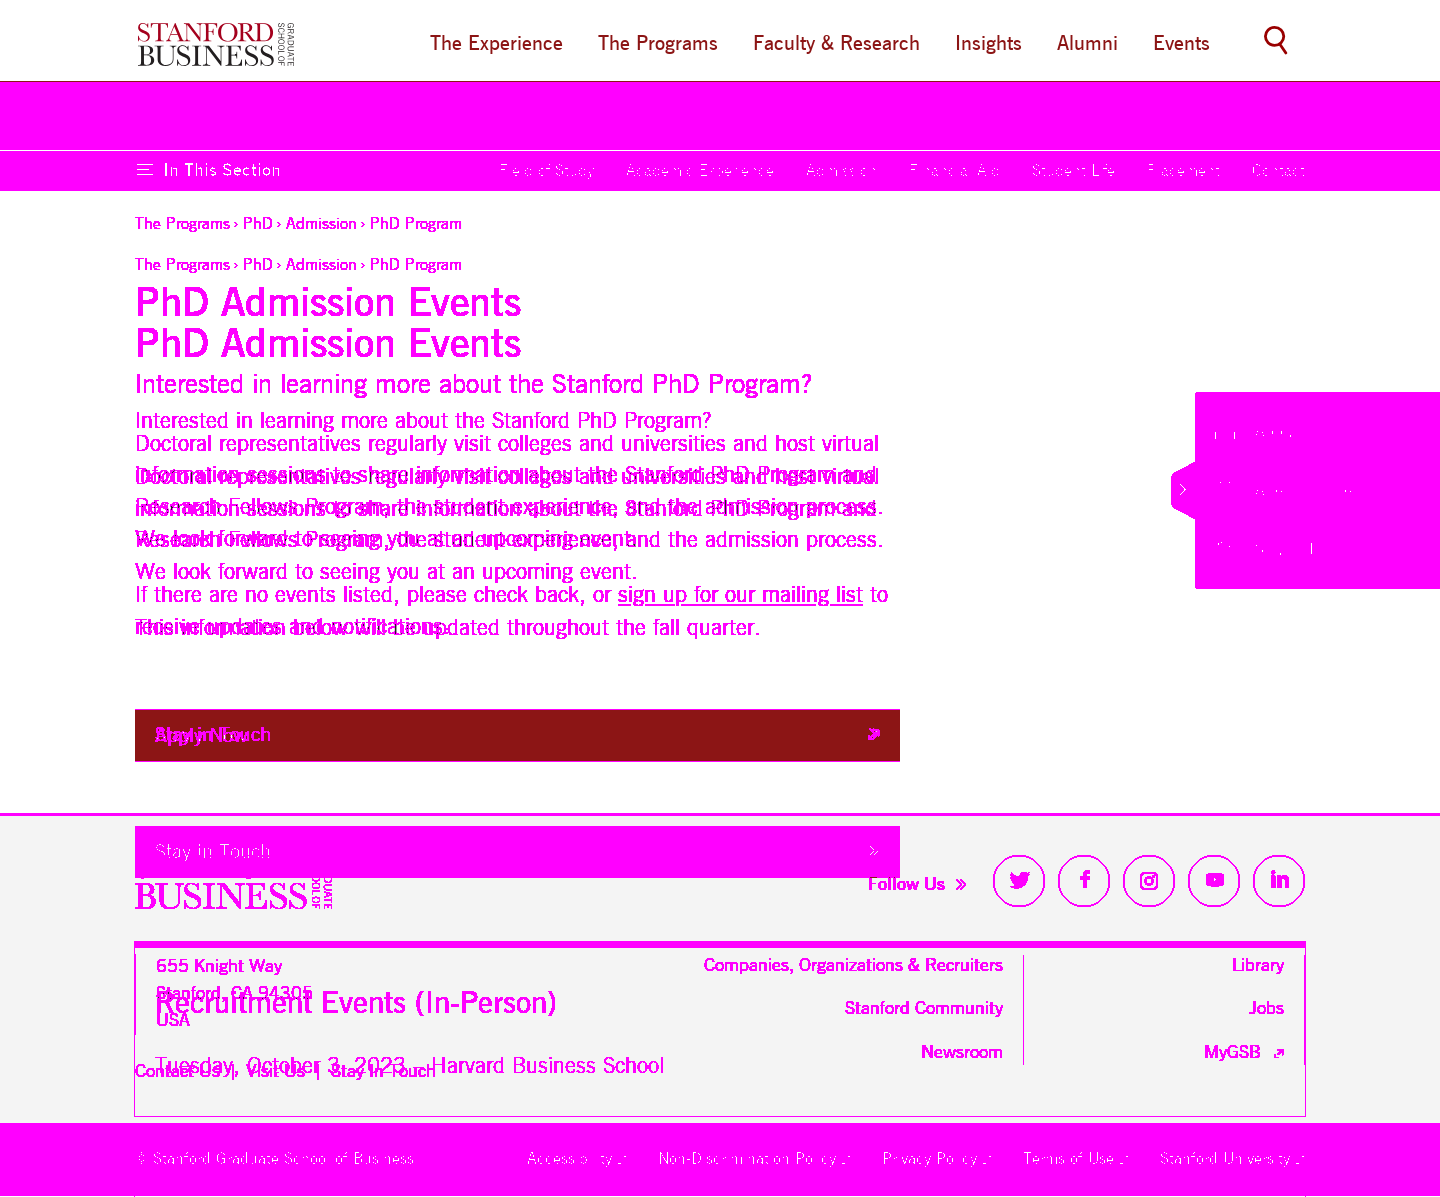 STANFORD
BUSINESS
GRADUATE
SCHOOL OF
The Experience The Programs Faculty & Research Insights Alumni Events
In This Section Field of Study Academic Experience Admission Financial Aid Student Life Placement Contact
The Programs › PhD › Admission › PhD Program
The Programs › PhD › Admission › PhD Program
PhD Admission Events
PhD Admission Events
Interested in learning more about the Stanford PhD Program?
Interested in learning more about the Stanford PhD Program?
Doctoral representatives regularly visit colleges and universities and host virtual
information sessions to share information about the Stanford PhD Program and
Doctoral representatives regularly visit colleges and universities and host virtual
Research Fellows Program, the student experience, and the admission process.
information sessions to share information about the Stanford PhD Program and
We look forward to seeing you at an upcoming event.
Research Fellows Program, the student experience, and the admission process.
We look forward to seeing you at an upcoming event.
If there are no events listed, please check back, or sign up for our mailing list to
receive updates and notifications.
This information below will be updated throughout the fall quarter.
Stay in Touch
Apply Now
Stay in Touch
BUSINESS
Follow Us »
655 Knight Way
Stanford, CA 94305
USA
Companies, Organizations & Recruiters
Stanford Community
Newsroom
Library
Jobs
MyGSB
Recruitment Events (In-Person)
Tuesday, October 3, 2023 - Harvard Business School
Contact Us | Visit Us | Stay in Touch
© Stanford Graduate School of Business Accessibility Non-Discrimination Policy Privacy Policy Terms of Use Stanford University